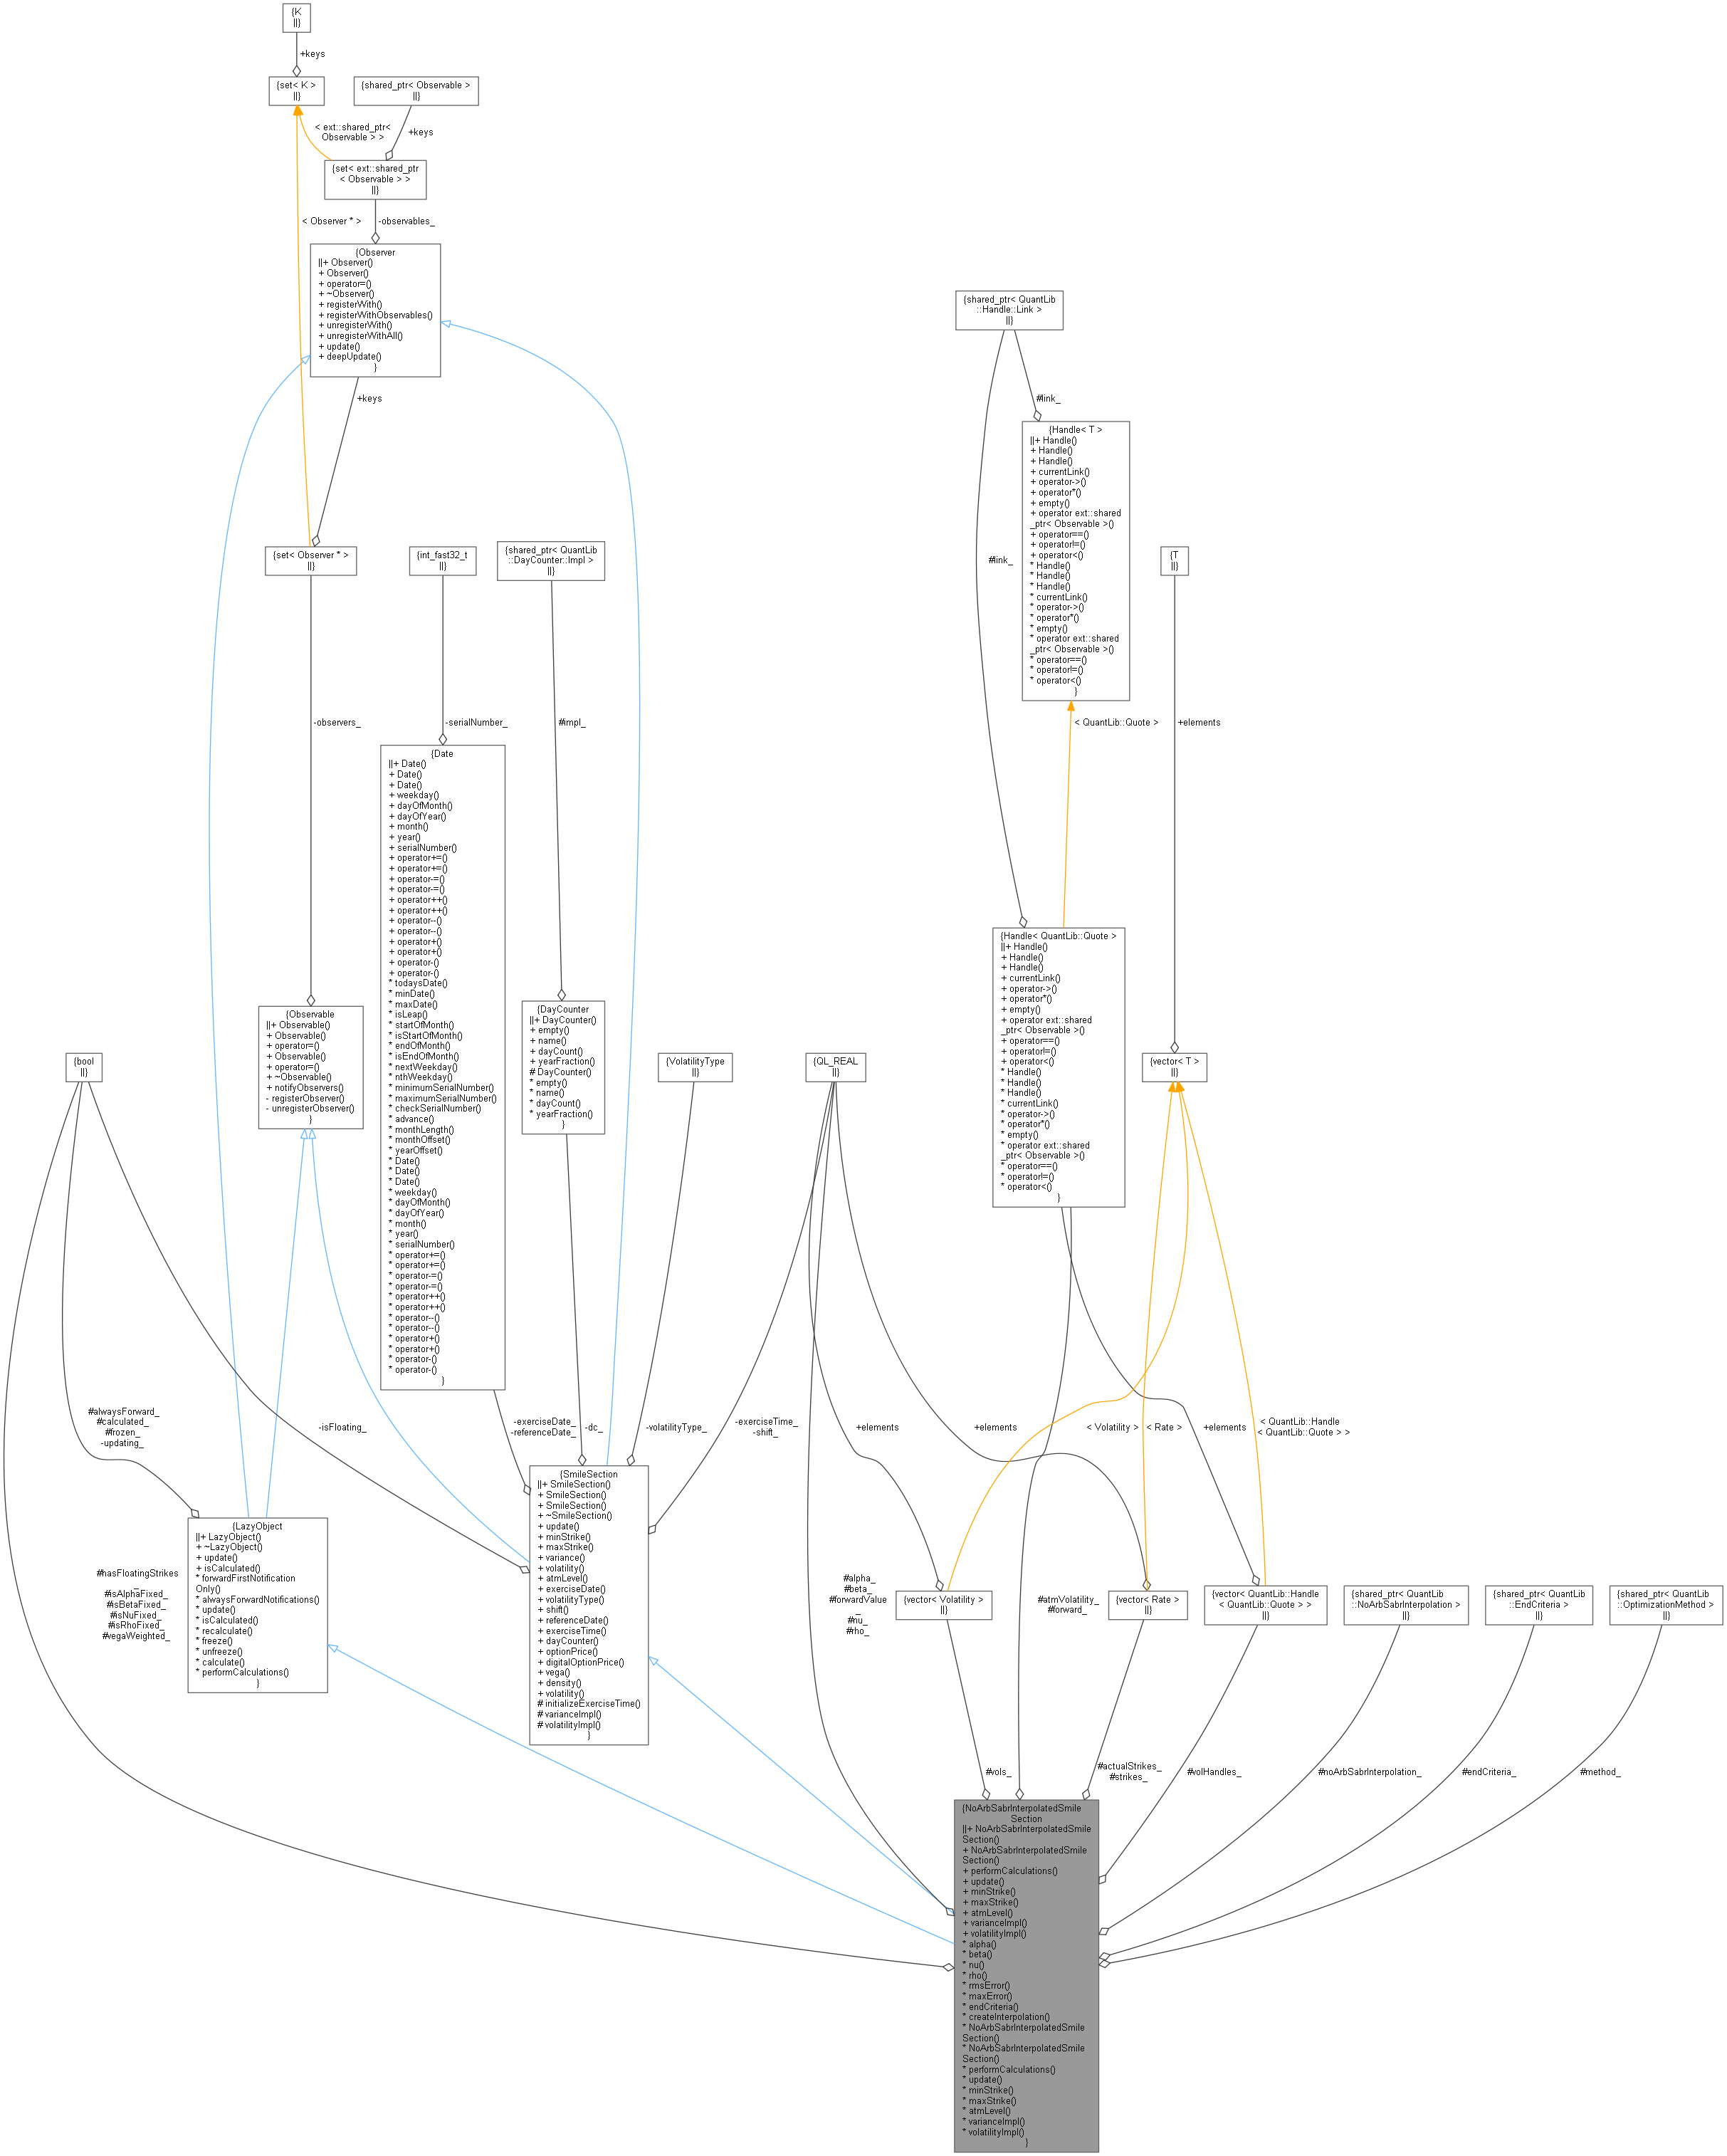 {K
||}
+keys
{set< K >
||}
{shared_ptr< Observable >
||}
< ext::shared_ptr<
Observable > >
+keys
{set< ext::shared_ptr
< Observable > >
||}
< Observer * >
-observables_
{Observer
||+ Observer()
+ Observer()
+ operator=()
+ ~Observer()
+ registerWith()
+ registerWithObservables()
+ unregisterWith()
+ unregisterWithAll()
+ update()
+ deepUpdate()
}
+keys
{shared_ptr< QuantLib
::Handle::Link >
||}
#link_
{Handle< T >
||+ Handle()
+ Handle()
+ Handle()
+ currentLink()
+ operator->()
+ operator*()
+ empty()
+ operator ext::shared
_ptr< Observable >()
+ operator==()
+ operator!=()
+ operator<()
* Handle()
* Handle()
* Handle()
* currentLink()
* operator->()
* operator*()
* empty()
* operator ext::shared
_ptr< Observable >()
* operator==()
* operator!=()
* operator<()
}
#link_
{set< Observer * >
||}
{int_fast32_t
||}
{shared_ptr< QuantLib
::DayCounter::Impl >
||}
{T
||}
-observers_
-serialNumber_
#impl_
< QuantLib::Quote >
+elements
{Date
||+ Date()
+ Date()
+ Date()
+ weekday()
+ dayOfMonth()
+ dayOfYear()
+ month()
+ year()
+ serialNumber()
+ operator+=()
+ operator+=()
+ operator-=()
+ operator-=()
+ operator++()
+ operator++()
+ operator--()
+ operator--()
+ operator+()
+ operator+()
+ operator-()
+ operator-()
* todaysDate()
* minDate()
* maxDate()
* isLeap()
* startOfMonth()
* isStartOfMonth()
* endOfMonth()
* isEndOfMonth()
* nextWeekday()
* nthWeekday()
* minimumSerialNumber()
* maximumSerialNumber()
* checkSerialNumber()
* advance()
* monthLength()
* monthOffset()
* yearOffset()
* Date()
* Date()
* Date()
* weekday()
* dayOfMonth()
* dayOfYear()
* month()
* year()
* serialNumber()
* operator+=()
* operator+=()
* operator-=()
* operator-=()
* operator++()
* operator++()
* operator--()
* operator--()
* operator+()
* operator+()
* operator-()
* operator-()
}
{Handle< QuantLib::Quote >
||+ Handle()
+ Handle()
+ Handle()
+ currentLink()
+ operator->()
+ operator*()
+ empty()
+ operator ext::shared
_ptr< Observable >()
+ operator==()
+ operator!=()
+ operator<()
* Handle()
* Handle()
* Handle()
* currentLink()
* operator->()
* operator*()
* empty()
* operator ext::shared
_ptr< Observable >()
* operator==()
* operator!=()
* operator<()
}
{Observable
||+ Observable()
+ Observable()
+ operator=()
+ Observable()
+ operator=()
+ ~Observable()
+ notifyObservers()
- registerObserver()
- unregisterObserver()
}
{DayCounter
||+ DayCounter()
+ empty()
+ name()
+ dayCount()
+ yearFraction()
# DayCounter()
* empty()
* name()
* dayCount()
* yearFraction()
}
{bool
||}
{VolatilityType
||}
{QL_REAL
||}
{vector< T >
||}
#alwaysForward_
#calculated_
#frozen_
-updating_
-isFloating_
-exerciseDate_
-referenceDate_
-dc_
-volatilityType_
-exerciseTime_
-shift_
+elements
+elements
< Volatility >
< Rate >
+elements
< QuantLib::Handle
< QuantLib::Quote > >
{SmileSection
||+ SmileSection()
+ SmileSection()
+ SmileSection()
+ ~SmileSection()
+ update()
+ minStrike()
+ maxStrike()
+ variance()
+ volatility()
+ atmLevel()
+ exerciseDate()
+ volatilityType()
+ shift()
+ referenceDate()
+ exerciseTime()
+ dayCounter()
+ optionPrice()
+ digitalOptionPrice()
+ vega()
+ density()
+ volatility()
# initializeExerciseTime()
# varianceImpl()
# volatilityImpl()
}
{LazyObject
||+ LazyObject()
+ ~LazyObject()
+ update()
+ isCalculated()
* forwardFirstNotification
Only()
* alwaysForwardNotifications()
* update()
* isCalculated()
* recalculate()
* freeze()
* unfreeze()
* calculate()
* performCalculations()
}
#hasFloatingStrikes
_
#isAlphaFixed_
#isBetaFixed_
#isNuFixed_
#isRhoFixed_
#vegaWeighted_
#alpha_
#beta_
#forwardValue
_
#nu_
#rho_
{vector< Volatility >
||}
#atmVolatility_
#forward_
{vector< Rate >
||}
{vector< QuantLib::Handle
< QuantLib::Quote > >
||}
{shared_ptr< QuantLib
::NoArbSabrInterpolation >
||}
{shared_ptr< QuantLib
::EndCriteria >
||}
{shared_ptr< QuantLib
::OptimizationMethod >
||}
#vols_
#actualStrikes_
#strikes_
#volHandles_
#noArbSabrInterpolation_
#endCriteria_
#method_
{NoArbSabrInterpolatedSmile
Section
||+ NoArbSabrInterpolatedSmile
Section()
+ NoArbSabrInterpolatedSmile
Section()
+ performCalculations()
+ update()
+ minStrike()
+ maxStrike()
+ atmLevel()
+ varianceImpl()
+ volatilityImpl()
* alpha()
* beta()
* nu()
* rho()
* rmsError()
* maxError()
* endCriteria()
* createInterpolation()
* NoArbSabrInterpolatedSmile
Section()
* NoArbSabrInterpolatedSmile
Section()
* performCalculations()
* update()
* minStrike()
* maxStrike()
* atmLevel()
* varianceImpl()
* volatilityImpl()
}